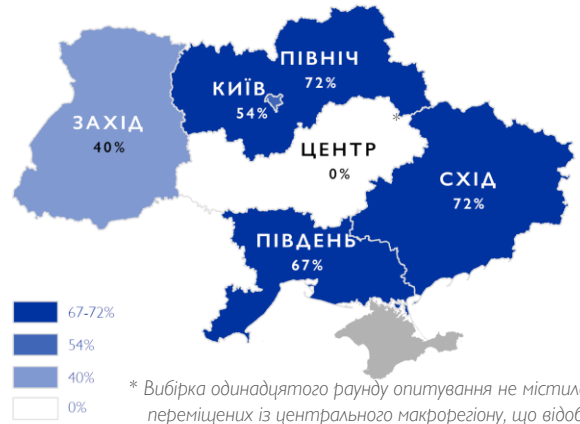 ПІВНІЧ
72%
КИЇВ
54%
ЗАХІД
40%
*
ЦЕНТР
0%
СХІД
72%
ПІВДЕНЬ
67%
67-72%
54%
40%
0%
* Вибірка одинадцятого раунду опитування не містила
переміщених із центрального макрорегіону, що